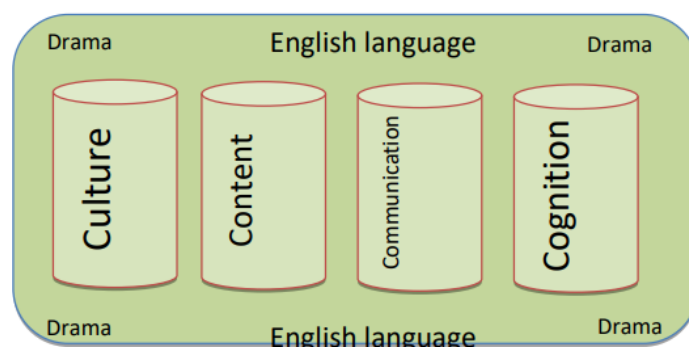 Drama English language Drama
Culture
Content
Communication
Cognition
Drama English language Drama